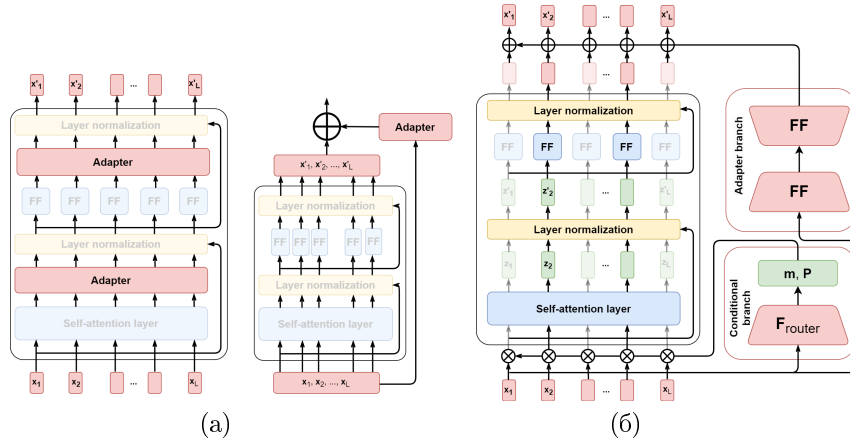 x'₁ x'₂ ... x'L
Layer normalization
Adapter
FF FF FF FF FF
Layer normalization
Adapter
Self-attention layer
x₁ x₂ ... xL
Adapter
x'₁, x'₂, ..., x'L
Layer normalization
FF FF FF FF FF
Layer normalization
Self-attention layer
x₁, x₂, ..., xL
(а)
x'₁ x'₂ ... x'L
...
Layer normalization
FF FF FF FF FF
z'₁ z'₂ ... z'L
Layer normalization
z₁ z₂ ... zL
Self-attention layer
x₁ x₂ ... xL
Adapter branch
FF
FF
Conditional
branch
m, P
Frouter
(б)